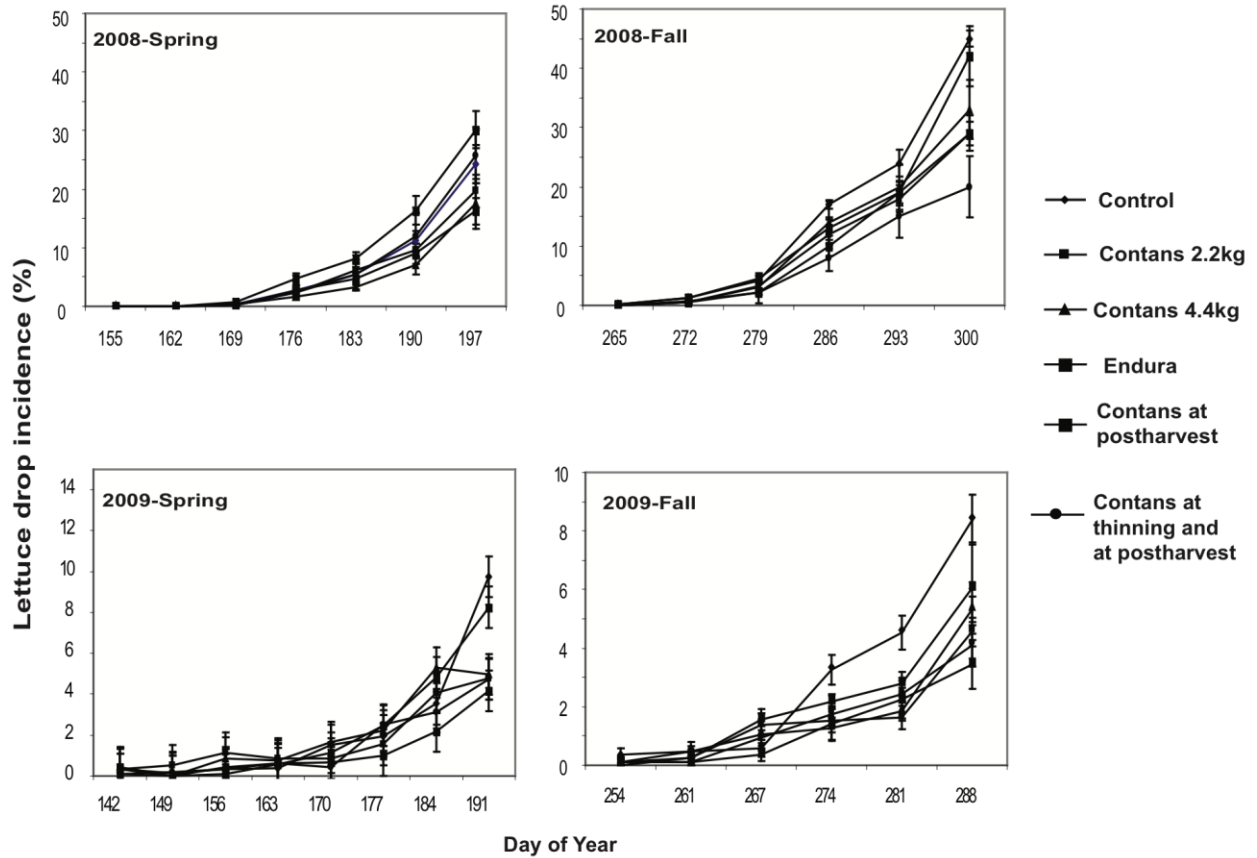 Lettuce drop incidence (%)
50
40
30
20
10
0
2008-Spring
155 162 169 176 183 190 197
50
40
30
20
10
0
2008-Fall
265 272 279 286 293 300
14
12
10
8
6
4
2
0
2009-Spring
142 149 156 163 170 177 184 191
10
8
6
4
2
0
2009-Fall
254 261 267 274 281 288
Day of Year
Control
Contans 2.2kg
Contans 4.4kg
Endura
Contans at
postharvest
Contans at
thinning and
at postharvest